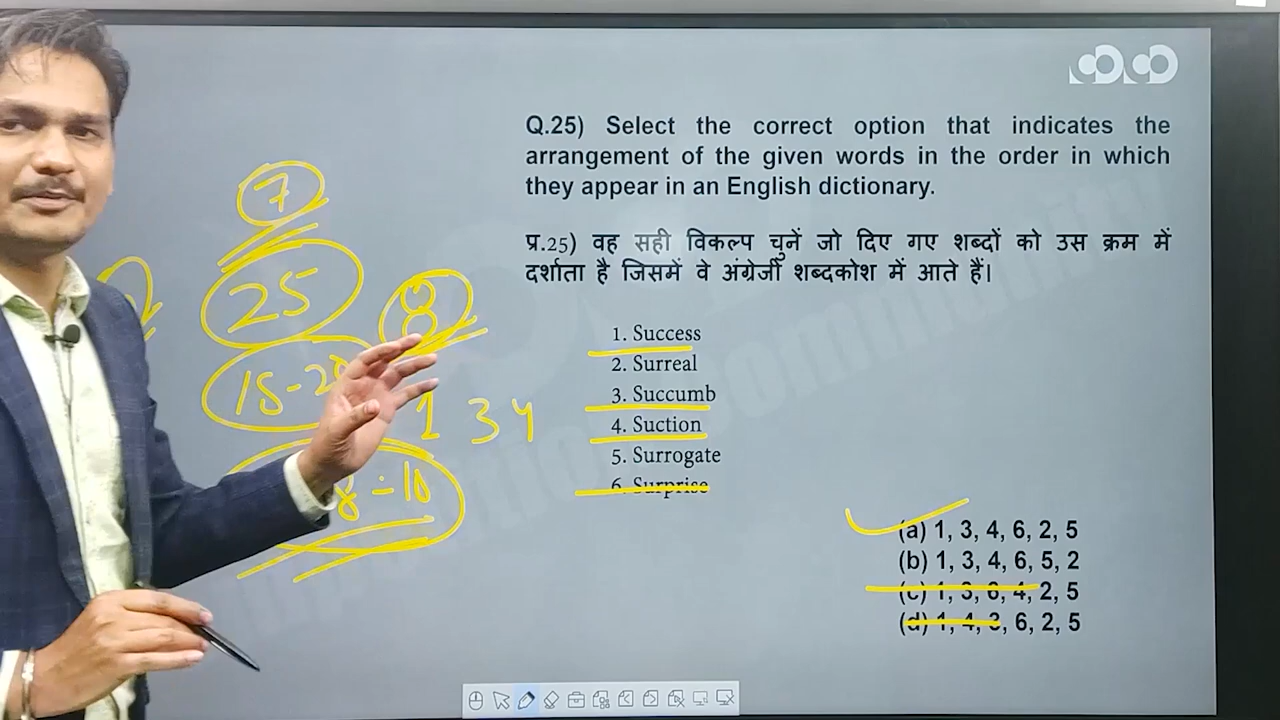 Q.25) Select the correct option that indicates the
arrangement of the given words in the order in which
they appear in an English dictionary.
प्र.25) वह सही विकल्प चुनें जो दिए गए शब्दों को उस क्रम में
दर्शाता है जिसमें वे अंग्रेजी शब्दकोश में आते हैं।
7
25
8
15-20
1 3 4
8-10
1. Success
2. Surreal
3. Succumb
4. Suction
5. Surrogate
6. Surprise
(a) 1, 3, 4, 6, 2, 5
(b) 1, 3, 4, 6, 5, 2
(c) 1, 3, 6, 4, 2, 5
(d) 1, 4, 3, 6, 2, 5